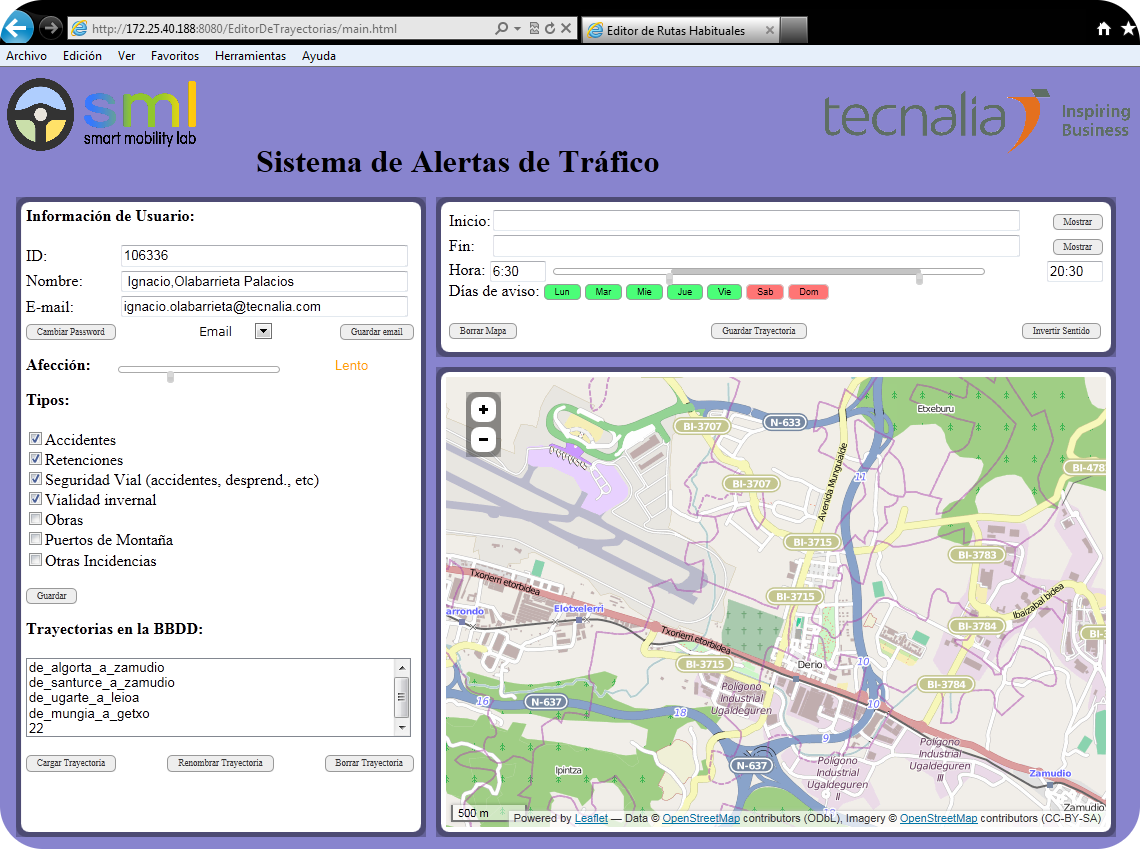 http://172.25.40.188:8080/EditorDeTrayectorias/main.html
Editor de Rutas Habituales
Archivo Edición Ver Favoritos Herramientas Ayuda
sml
smart mobility lab
tecnalia
Inspiring
Business
Sistema de Alertas de Tráfico
Información de Usuario:
ID: 106336
Nombre: Ignacio,Olabarrieta Palacios
E-mail: ignacio.olabarrieta@tecnalia.com
Cambiar Password Email Guardar email
Afección: Lento
Tipos:
Accidentes
Retenciones
Seguridad Vial (accidentes, desprend., etc)
Vialidad invernal
Obras
Puertos de Montaña
Otras Incidencias
Guardar
Trayectorias en la BBDD:
de_algorta_a_zamudio
de_santurce_a_zamudio
de_ugarte_a_leioa
de_mungia_a_getxo
22
Cargar Trayectoria Renombrar Trayectoria Borrar Trayectoria
Inicio: Mostrar
Fin: Mostrar
Hora: 6:30 20:30
Días de aviso: Lun Mar Mie Jue Vie Sab Dom
Borrar Mapa Guardar Trayectoria Invertir Sentido
+
−
Etxeburu
BI-3707
N-633
BI-478
Avenida Munguialde
11
BI-3707
BI-3715
BI-3783
Txorierri etorbidea
BI-3715
Ibaizabal bidea
arrondo
Elotxelerri
BI-3784
BI-3
Txorierri etorbidea
BI-3715
Derio
10
BI-3784
Polígono
Industrial
Ugaldeguren
I
16
N-637
18
10
9
N-637
Polígono
Industrial
Ugaldeguren
II
Polígono
Industrial
Ugaldeguren
III
Ipintza
Zamudio
Zamudio
500 m
Powered by Leaflet — Data © OpenStreetMap contributors (ODbL), Imagery © OpenStreetMap contributors (CC-BY-SA)